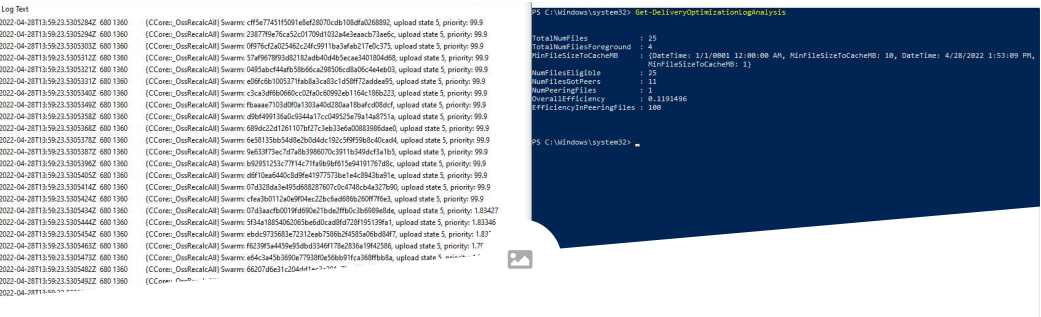 Log Text
2022-04-28T13:59:23.5305284Z 680 1360 {CCore::_OssRecalcAll} Swarm: cff5e77451f5091e8ef28070cdb108dfa0268892, upload state 5, priority: 99.9
2022-04-28T13:59:23.5305294Z 680 1360 {CCore::_OssRecalcAll} Swarm: 23877f9e76ca52c01709d1032a4e3eaacb73ae6c, upload state 5, priority: 99.9
2022-04-28T13:59:23.5305303Z 680 1360 {CCore::_OssRecalcAll} Swarm: 0f976cf2a025462c24fc9911ba3efab217e0c375, upload state 5, priority: 99.9
2022-04-28T13:59:23.5305312Z 680 1360 {CCore::_OssRecalcAll} Swarm: 57af9678f93d82182adb40d4b5ecae3401804d68, upload state 5, priority: 99.9
2022-04-28T13:59:23.5305321Z 680 1360 {CCore::_OssRecalcAll} Swarm: 0495abcf44afb58b66ca298506cd8a06c4e4eb03, upload state 5, priority: 99.9
2022-04-28T13:59:23.5305331Z 680 1360 {CCore::_OssRecalcAll} Swarm: e06fc6b105371fab8a3ca83c1d58ff72addea95, upload state 5, priority: 99.9
2022-04-28T13:59:23.5305340Z 680 1360 {CCore::_OssRecalcAll} Swarm: c3ca3df6b0660cc02fa0c60992eb1164c186b223, upload state 5, priority: 99.9
2022-04-28T13:59:23.5305349Z 680 1360 {CCore::_OssRecalcAll} Swarm: fbaaae7103d0f0a1303a40d280aa18bafcd08dcf, upload state 5, priority: 99.9
2022-04-28T13:59:23.5305358Z 680 1360 {CCore::_OssRecalcAll} Swarm: d9bf499136a0c9344a17cc049525e79a14a8751a, upload state 5, priority: 99.9
2022-04-28T13:59:23.5305368Z 680 1360 {CCore::_OssRecalcAll} Swarm: 689dc22d1261107bf27c3eb33e6a00883986dae0, upload state 5, priority: 99.9
2022-04-28T13:59:23.5305378Z 680 1360 {CCore::_OssRecalcAll} Swarm: 6e58135bb54d8e2b0d4dc192c5f9f59b8c40cad4, upload state 5, priority: 99.9
2022-04-28T13:59:23.5305387Z 680 1360 {CCore::_OssRecalcAll} Swarm: 9e633f73ec7d7a8b3986070c3911b349dcf3a1b5, upload state 5, priority: 99.9
2022-04-28T13:59:23.5305396Z 680 1360 {CCore::_OssRecalcAll} Swarm: b92951253c77f14c71fa9b9bf615e94191767d8c, upload state 5, priority: 99.9
2022-04-28T13:59:23.5305405Z 680 1360 {CCore::_OssRecalcAll} Swarm: d6f10ea6440c8d9fe41977573be1e4c8943ba91e, upload state 5, priority: 99.9
2022-04-28T13:59:23.5305414Z 680 1360 {CCore::_OssRecalcAll} Swarm: 07d328da3e495d688287607c0c4748cb4a327b90, upload state 5, priority: 99.9
2022-04-28T13:59:23.5305424Z 680 1360 {CCore::_OssRecalcAll} Swarm: cfea3b0112a0e9f04ec22bc6ad686b260ff7f6e3, upload state 5, priority: 99.9
2022-04-28T13:59:23.5305434Z 680 1360 {CCore::_OssRecalcAll} Swarm: 07d3aacfb0019fd690e21bde2ffb0c3b6989e8de, upload state 5, priority: 1.83427
2022-04-28T13:59:23.5305444Z 680 1360 {CCore::_OssRecalcAll} Swarm: 5f34a18854062065be6d0cad8fd728f195139fa1, upload state 5, priority: 1.83346
2022-04-28T13:59:23.5305454Z 680 1360 {CCore::_OssRecalcAll} Swarm: ebdc9735683e72312eab7586b2f4585a06bd84f7, upload state 5, priority: 1.83
2022-04-28T13:59:23.5305463Z 680 1360 {CCore::_OssRecalcAll} Swarm: f6239f5a4459e95dbd3346f178e2836a19f42586, upload state 5, priority: 1.
2022-04-28T13:59:23.5305473Z 680 1360 {CCore::_OssRecalcAll} Swarm: e64c3a45b3690e77938f0e56bb91fca368ffbb8a, upload state
2022-04-28T13:59:23.5305482Z 680 1360 {CCore::_OssRecalcAll} Swarm:
2022-04-28T13:59:23.5305492Z 680 1360
PS C:\Windows\system32> Get-DeliveryOptimizationLogAnalysis
TotalNumFiles : 25
TotalNumFilesForeground : 4
MinFileSizeToCacheMB : {DateTime: 1/1/0001 12:00:00 AM, MinFileSizeToCacheMB: 10, DateTime: 4/28/2022 1:53:09 PM,
MinFileSizeToCacheMB: 1}
NumFilesEligible : 25
NumFilesGotPeers : 11
NumPeeringFiles : 1
OverallEfficiency : 0.1191496
EfficiencyInPeeringFiles : 100
PS C:\Windows\system32>